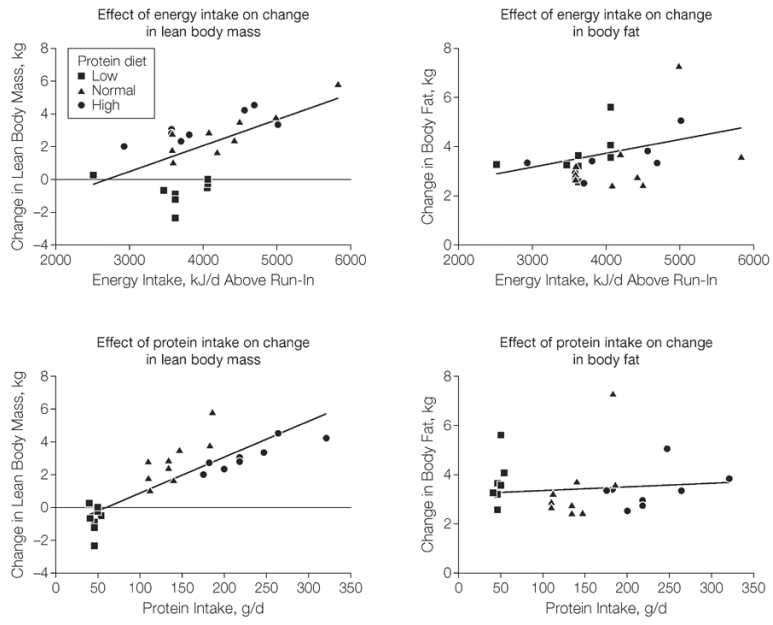 Effect of energy intake on change
in lean body mass
8
6
4
2
0
−2
−4
Change in Lean Body Mass, kg
Protein diet
Low
Normal
High
2000 3000 4000 5000 6000
Energy Intake, kJ/d Above Run-In
Effect of energy intake on change
in body fat
8
6
4
2
0
Change in Body Fat, kg
2000 3000 4000 5000 6000
Energy Intake, kJ/d Above Run-In
Effect of protein intake on change
in lean body mass
8
6
4
2
0
−2
−4
Change in Lean Body Mass, kg
0 50 100 150 200 250 300 350
Protein Intake, g/d
Effect of protein intake on change
in body fat
8
6
4
2
0
Change in Body Fat, kg
0 50 100 150 200 250 300 350
Protein Intake, g/d